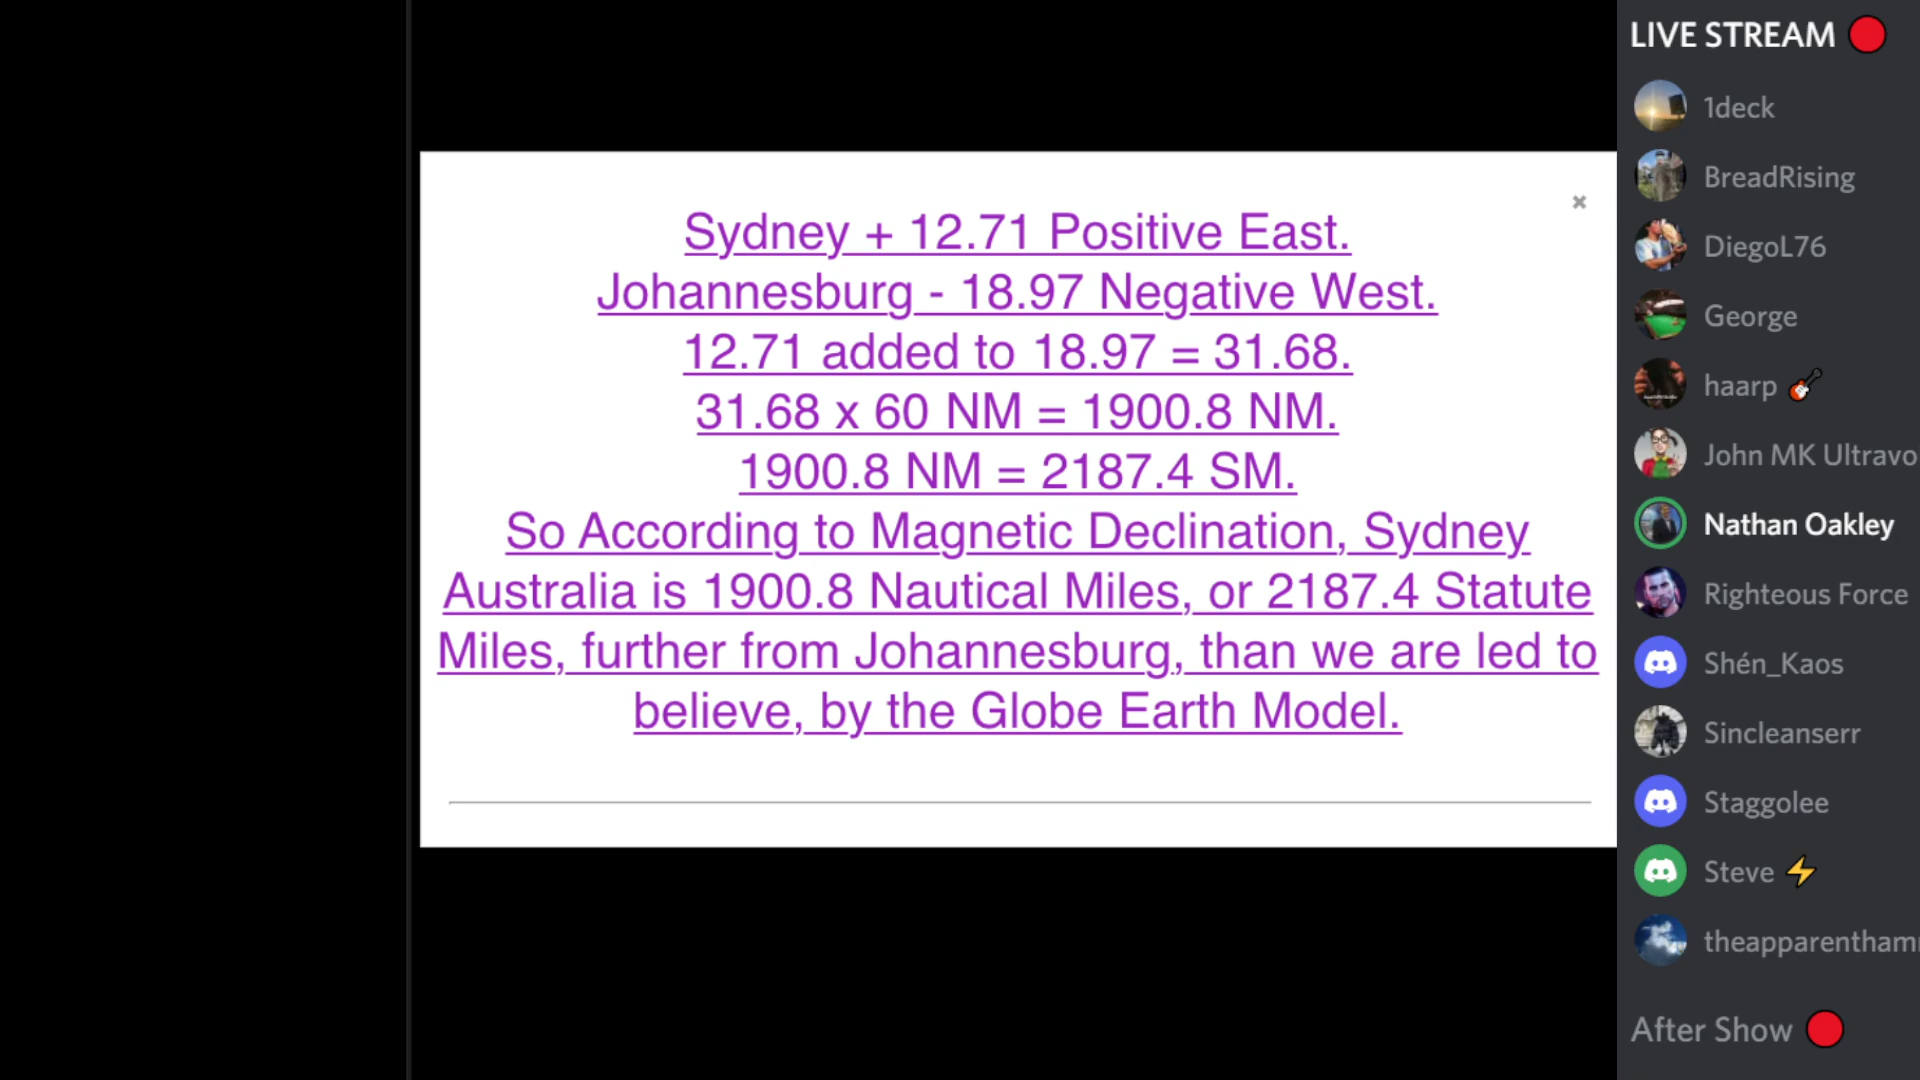 Sydney + 12.71 Positive East.
Johannesburg - 18.97 Negative West.
12.71 added to 18.97 = 31.68.
31.68 x 60 NM = 1900.8 NM.
1900.8 NM = 2187.4 SM.
So According to Magnetic Declination, Sydney
Australia is 1900.8 Nautical Miles, or 2187.4 Statute
Miles, further from Johannesburg, than we are led to
believe, by the Globe Earth Model.
LIVE STREAM
1deck
BreadRising
DiegoL76
George
haarp
John MK Ultravo
Nathan Oakley
Righteous Force
Shén_Kaos
Sincleanserr
Staggolee
Steve
theapparentham
After Show